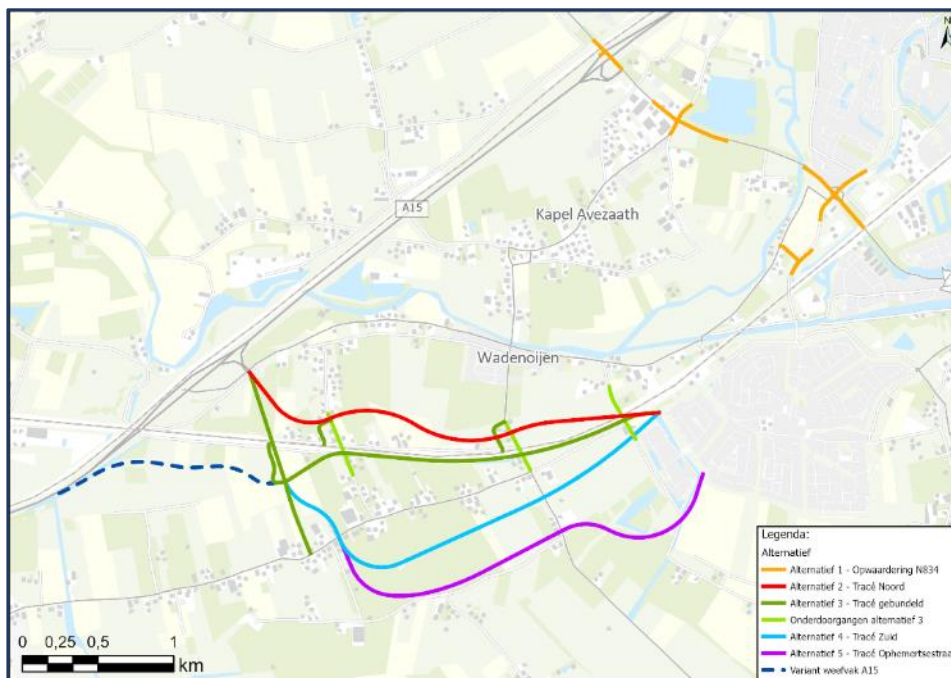 N
A15
Kapel Avezaath
Wadenoijen
Legenda:
Alternatief
Alternatief 1 - Opwaardering N834
Alternatief 2 - Tracé Noord
Alternatief 3 - Tracé gebundeld
Onderdoorgangen alternatief 3
Alternatief 4 - Tracé Zuid
Alternatief 5 - Tracé Ophemertsestraat
Variant weefvak A15
0 0,25 0,5 1
km